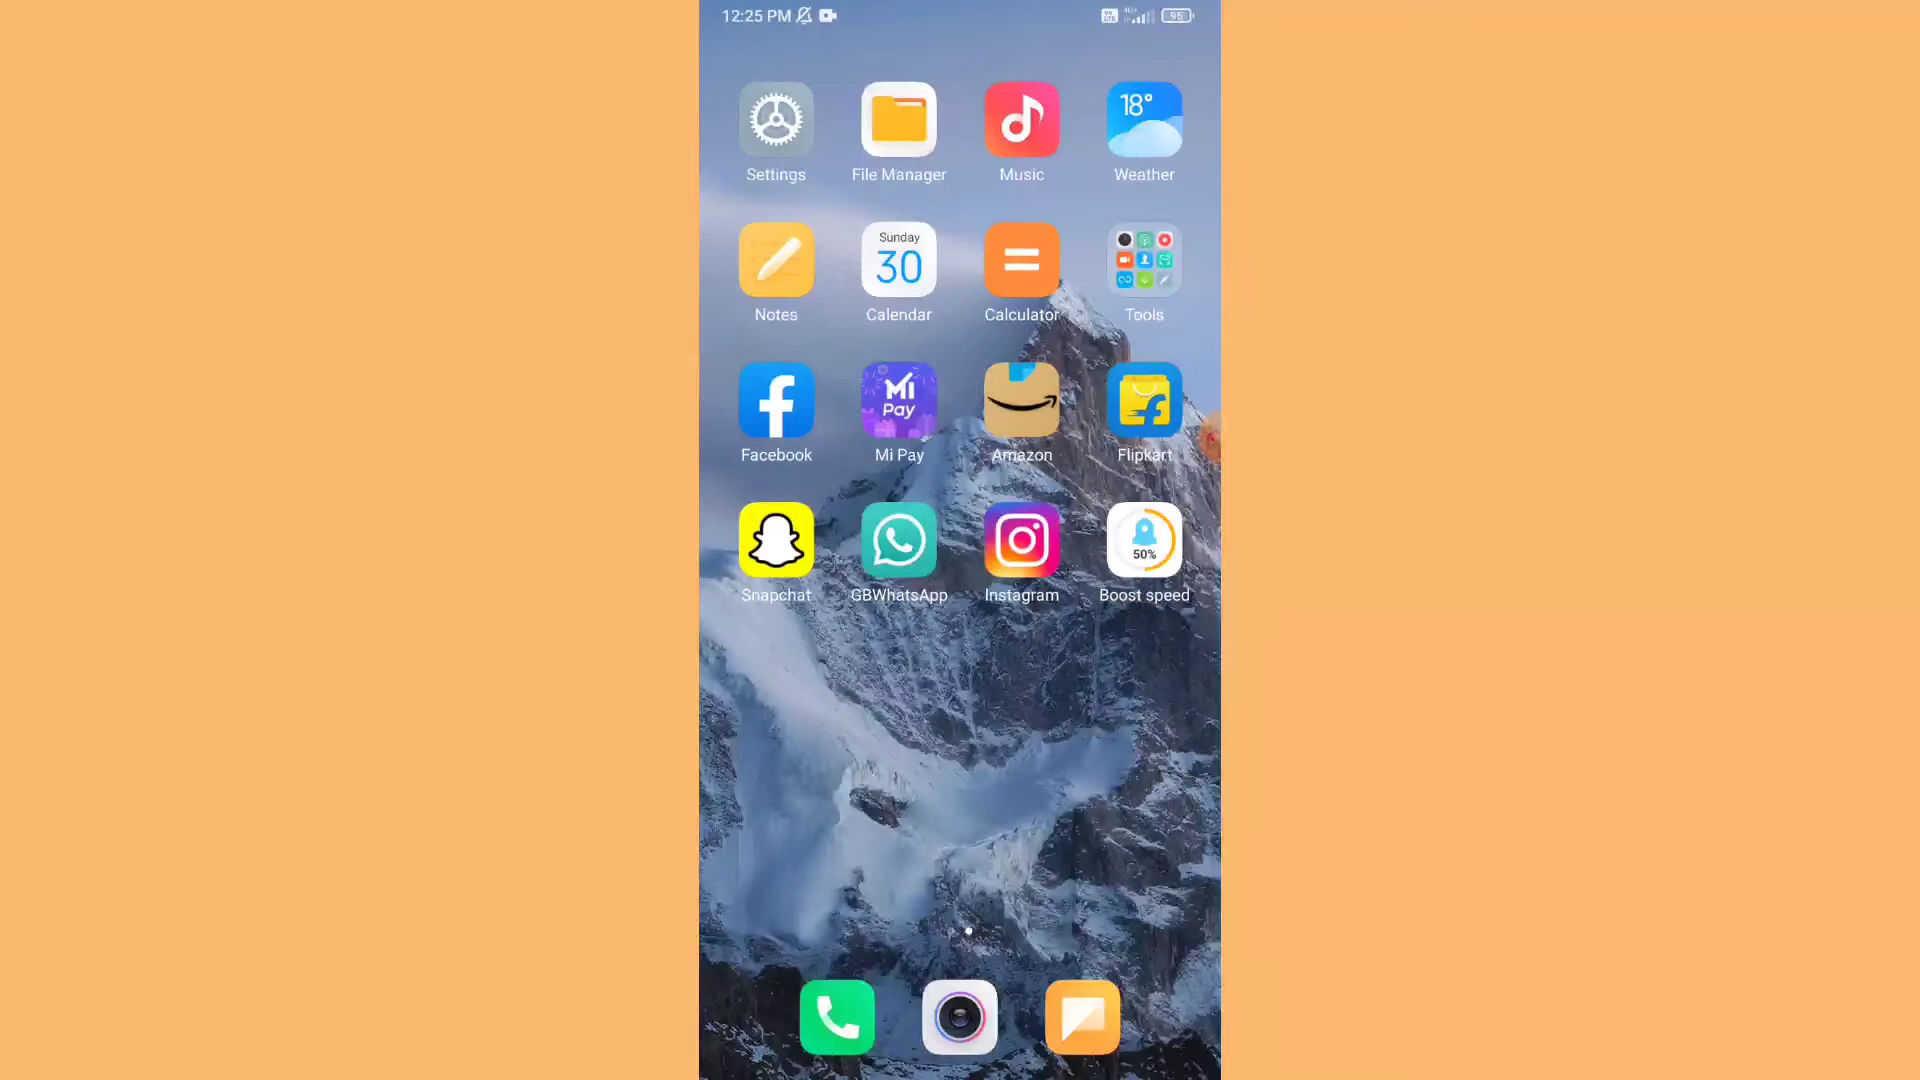 12:25 PM
95
18°
Settings
File Manager
Music
Weather
Sunday
30
Notes
Calendar
Calculator
Tools
Mi
Pay
Facebook
Mi Pay
Amazon
Flipkart
50%
Snapchat
GBWhatsApp
Instagram
Boost speed